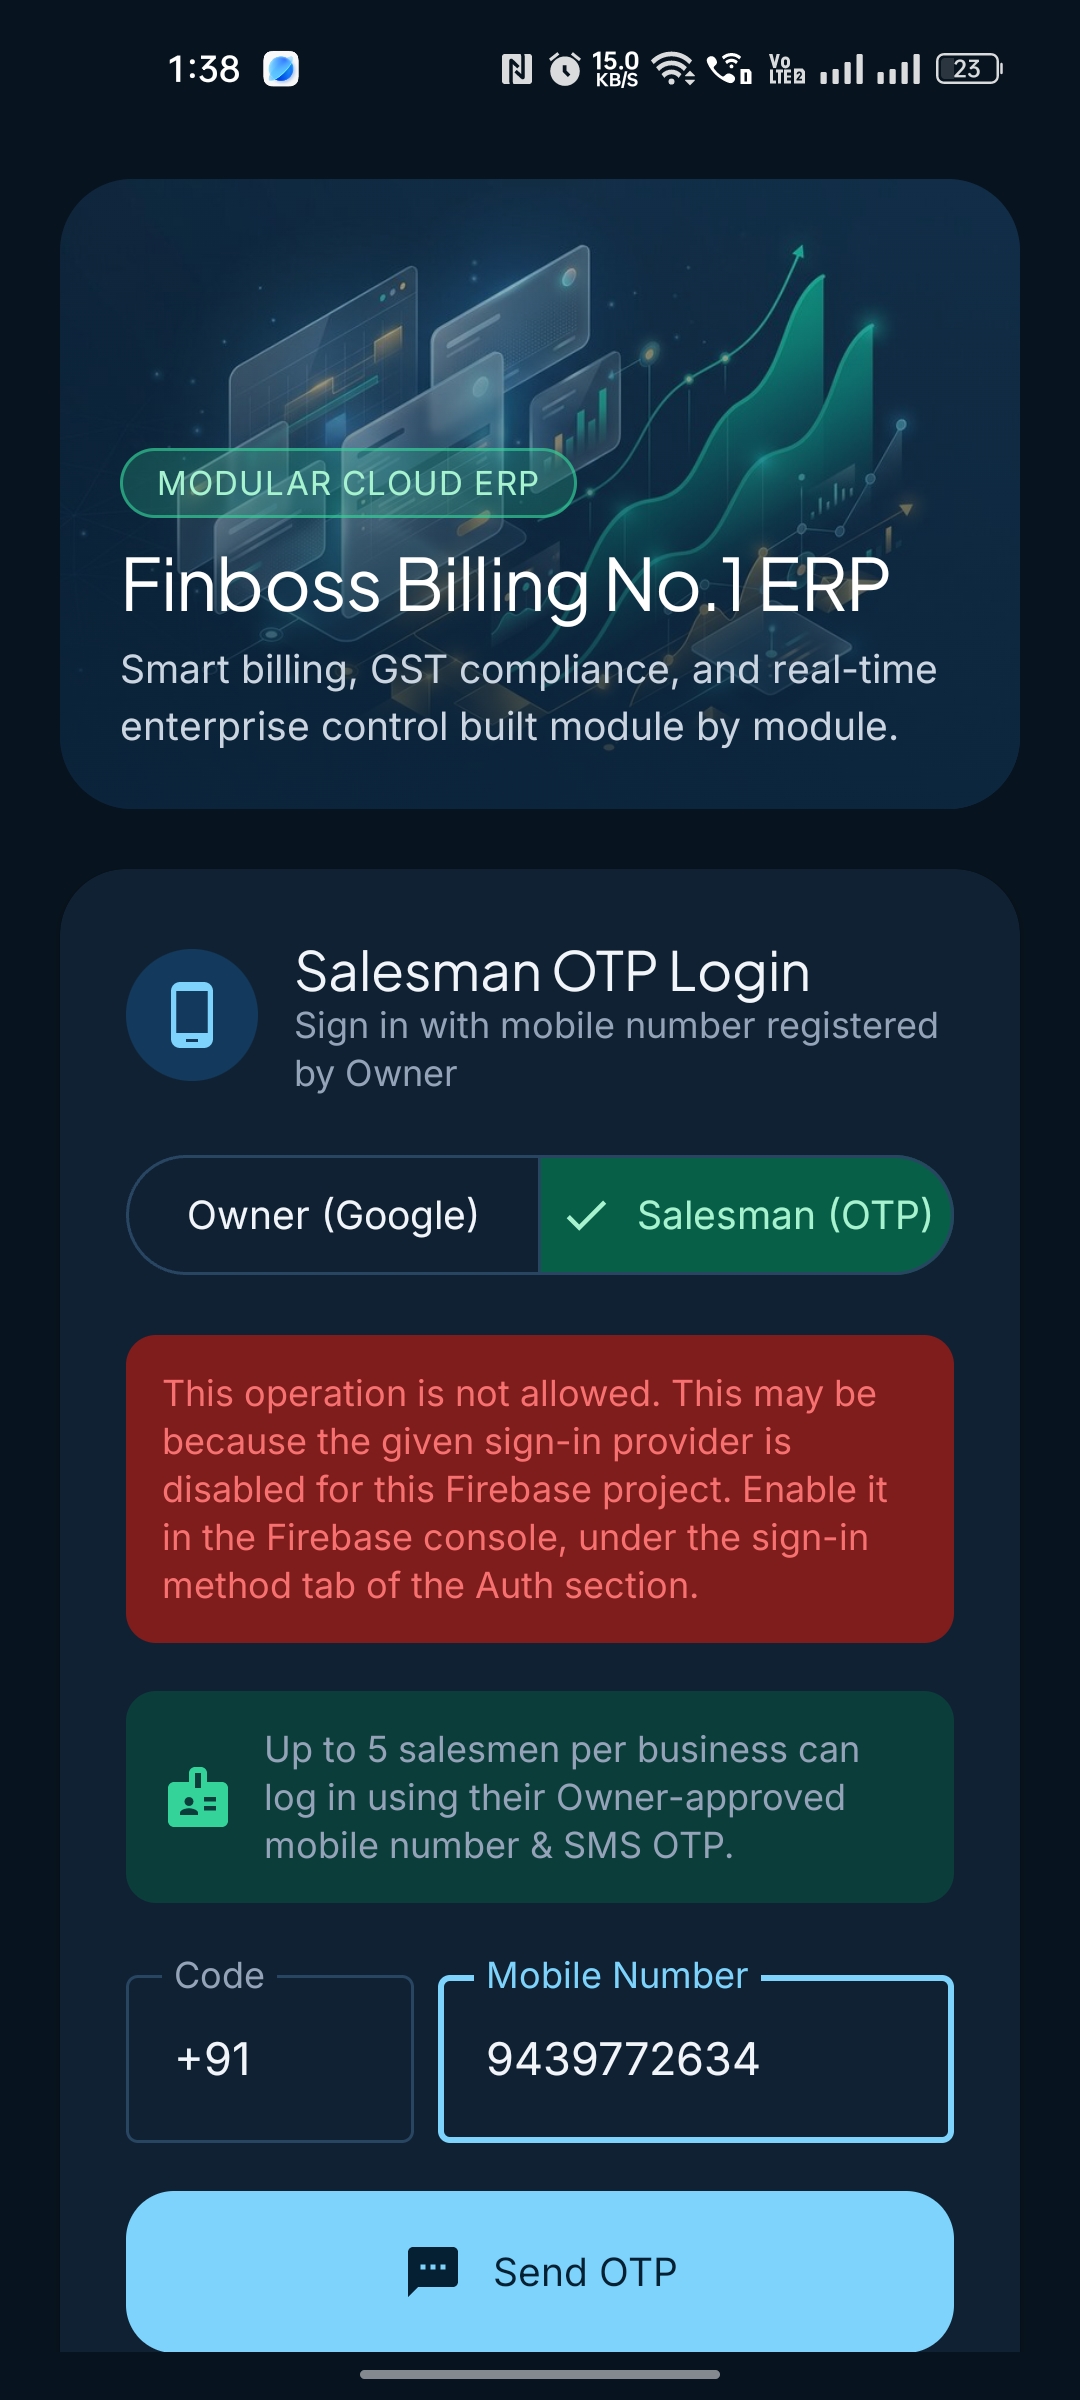 1:38
15.0
KB/S
Vo
LTE 2
23
MODULAR CLOUD ERP
Finboss Billing No.1 ERP
Smart billing, GST compliance, and real-time
enterprise control built module by module.
Salesman OTP Login
Sign in with mobile number registered
by Owner
Owner (Google)
Salesman (OTP)
This operation is not allowed. This may be
because the given sign-in provider is
disabled for this Firebase project. Enable it
in the Firebase console, under the sign-in
method tab of the Auth section.
Up to 5 salesmen per business can
log in using their Owner-approved
mobile number & SMS OTP.
Code
Mobile Number
+91
9439772634
Send OTP